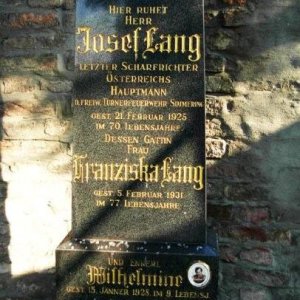 HIER RUHET
HERR
Josef Lang
LETZTER SCHARFRICHTER
ÖSTERREICHS
HAUPTMANN
D. FREIW. TURNERFEUERWEHR SIMMERING
GEST. 21. FEBRUAR 1925
IM 70. LEBENSJAHRE
DESSEN GATTIN
FRAU
Franziska Lang
GEST. 5. FEBRUAR 1931
IM 77. LEBENSJAHRE
UND ENKERL
Wilhelmine
GEST. 15. JÄNNER 1928 IM 9. LEBENSJ.